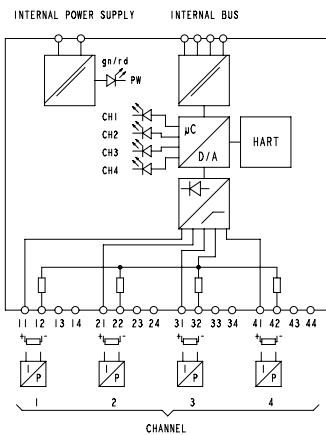 INTERNAL POWER SUPPLY INTERNAL BUS
gn/rd
PW
CH1
CH2
CH3
CH4
µC
D/A
HART
11 12 13 14 21 22 23 24 31 32 33 34 41 42 43 44
+ - + - + - + -
I P I P I P I P
1 2 3 4
CHANNEL